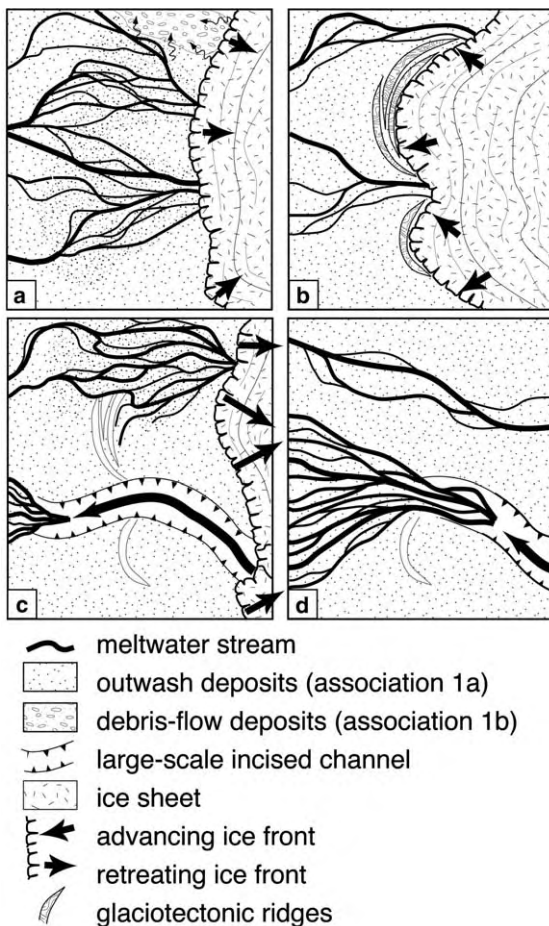 a
b
c
d
meltwater stream
outwash deposits (association 1a)
debris-flow deposits (association 1b)
large-scale incised channel
ice sheet
advancing ice front
retreating ice front
glaciotectonic ridges